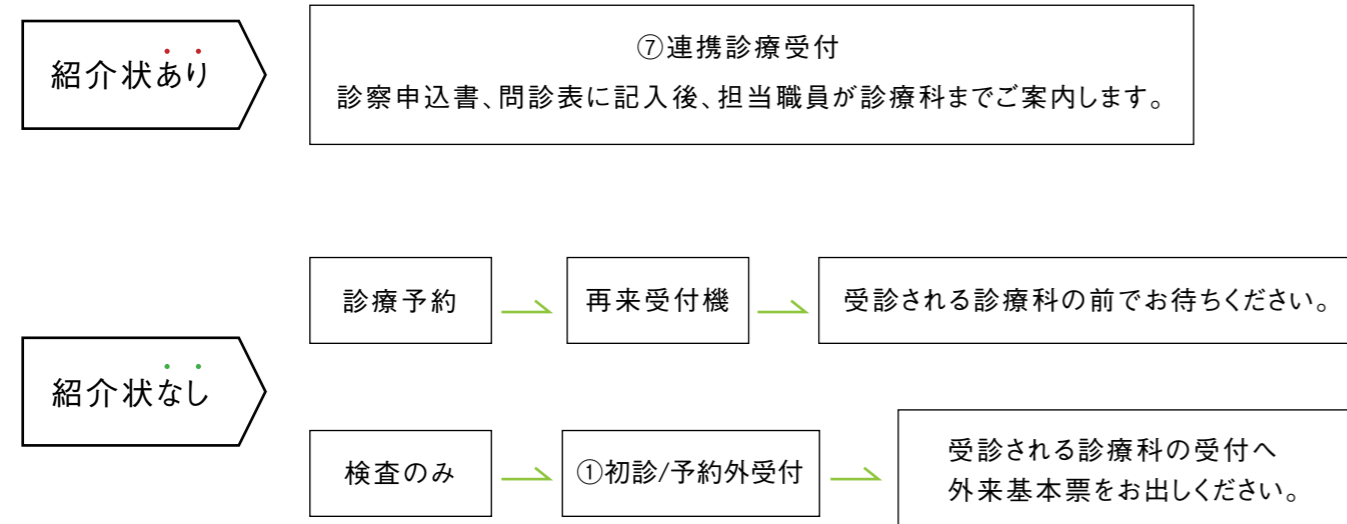 紹介状あり
⑦連携診療受付
診察申込書、問診表に記入後、担当職員が診療科までご案内します。
紹介状なし
診療予約
再来受付機
受診される診療科の前でお待ちください。
検査のみ
①初診/予約外受付
受診される診療科の受付へ
外来基本票をお出しください。